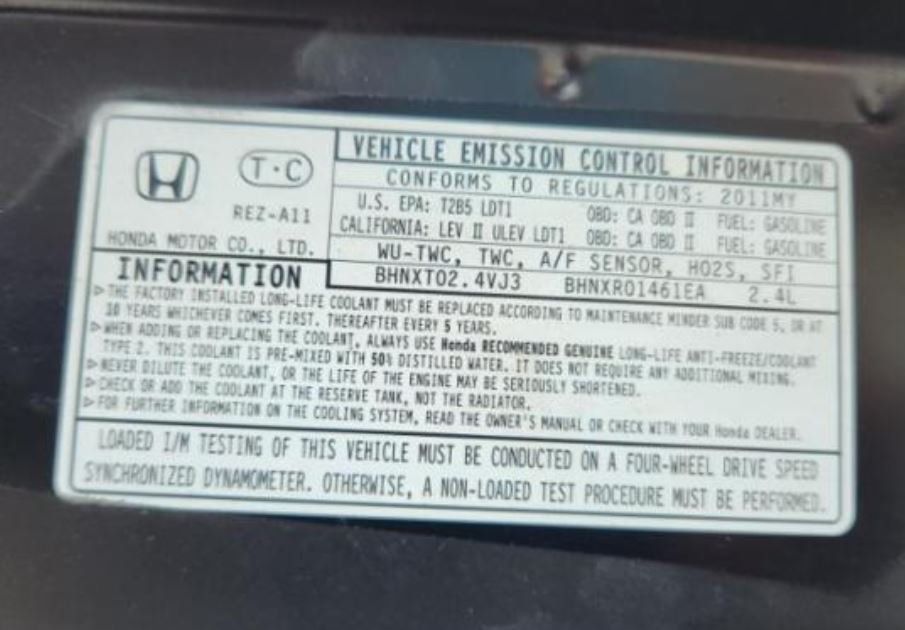 T·C
REZ-A11
HONDA MOTOR CO., LTD.
VEHICLE EMISSION CONTROL INFORMATION
CONFORMS TO REGULATIONS: 2011MY
U.S. EPA: T2B5 LDT1 OBD: CA OBD II FUEL: GASOLINE
CALIFORNIA: LEV II ULEV LDT1 OBD: CA OBD II FUEL: GASOLINE
WU-TWC, TWC, A/F SENSOR, HO2S, SFI
BHNXT02.4VJ3 BHNXR01461EA 2.4L
INFORMATION
▷THE FACTORY INSTALLED LONG-LIFE COOLANT MUST BE REPLACED ACCORDING TO MAINTENANCE MINDER SUB CODE 5, OR AT
10 YEARS WHICHEVER COMES FIRST. THEREAFTER EVERY 5 YEARS.
▷WHEN ADDING OR REPLACING THE COOLANT, ALWAYS USE Honda RECOMMENDED GENUINE LONG-LIFE ANTI-FREEZE/COOLANT
TYPE 2. THIS COOLANT IS PRE-MIXED WITH 50% DISTILLED WATER. IT DOES NOT REQUIRE ANY ADDITIONAL MIXING.
▷NEVER DILUTE THE COOLANT, OR THE LIFE OF THE ENGINE MAY BE SERIOUSLY SHORTENED.
▷CHECK OR ADD THE COOLANT AT THE RESERVE TANK, NOT THE RADIATOR.
▷FOR FURTHER INFORMATION ON THE COOLING SYSTEM, READ THE OWNER'S MANUAL OR CHECK WITH YOUR Honda DEALER.
LOADED I/M TESTING OF THIS VEHICLE MUST BE CONDUCTED ON A FOUR-WHEEL DRIVE SPEED
SYNCHRONIZED DYNAMOMETER. OTHERWISE, A NON-LOADED TEST PROCEDURE MUST BE PERFORMED.